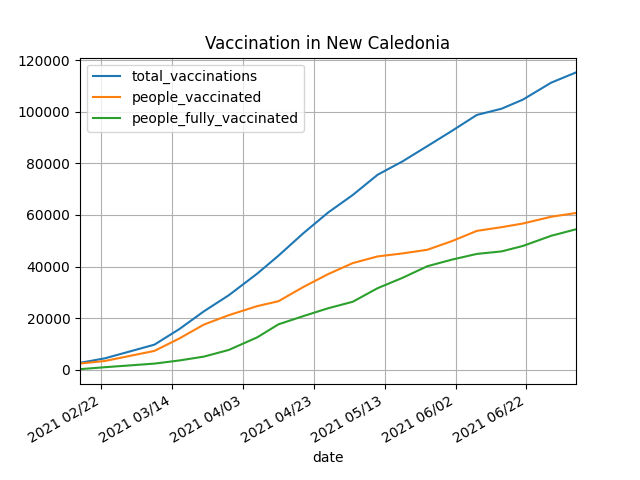 Vaccination in New Caledonia
120000
100000
80000
60000
40000
20000
0
total_vaccinations
people_vaccinated
people_fully_vaccinated
2021 02/22
2021 03/14
2021 04/03
2021 04/23
2021 05/13
2021 06/02
2021 06/22
date